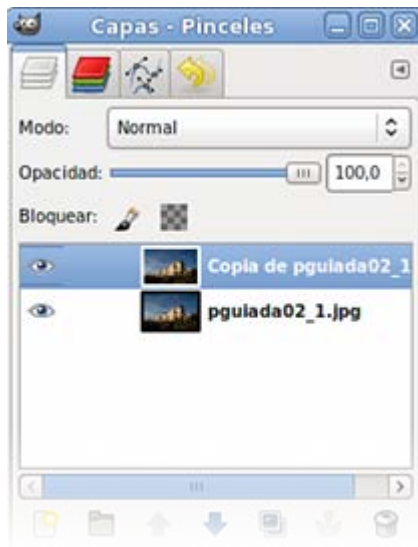 Capas - Pinceles
Modo: Normal
Opacidad: 100,0
Bloquear:
Copia de pguiada02_1
pguiada02_1.jpg